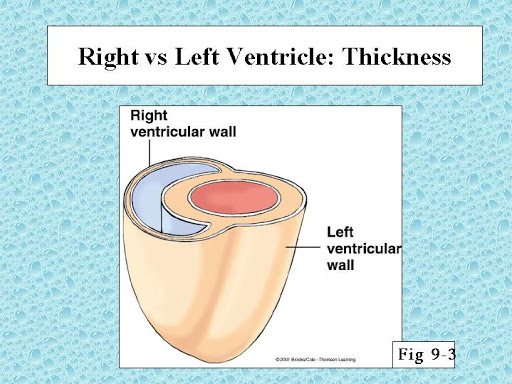 Right vs Left Ventricle: Thickness
Right
ventricular wall
Left
ventricular
wall
© 2001 Brooks/Cole - Thomson Learning
Fig 9-3